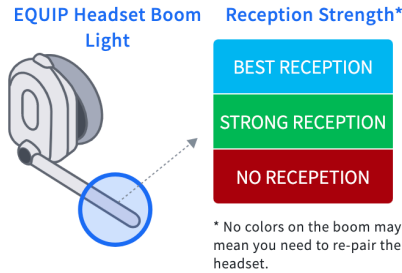 EQUIP Headset Boom
Light
Reception Strength*
BEST RECEPTION
STRONG RECEPTION
NO RECEPETION
* No colors on the boom may
mean you need to re-pair the
headset.